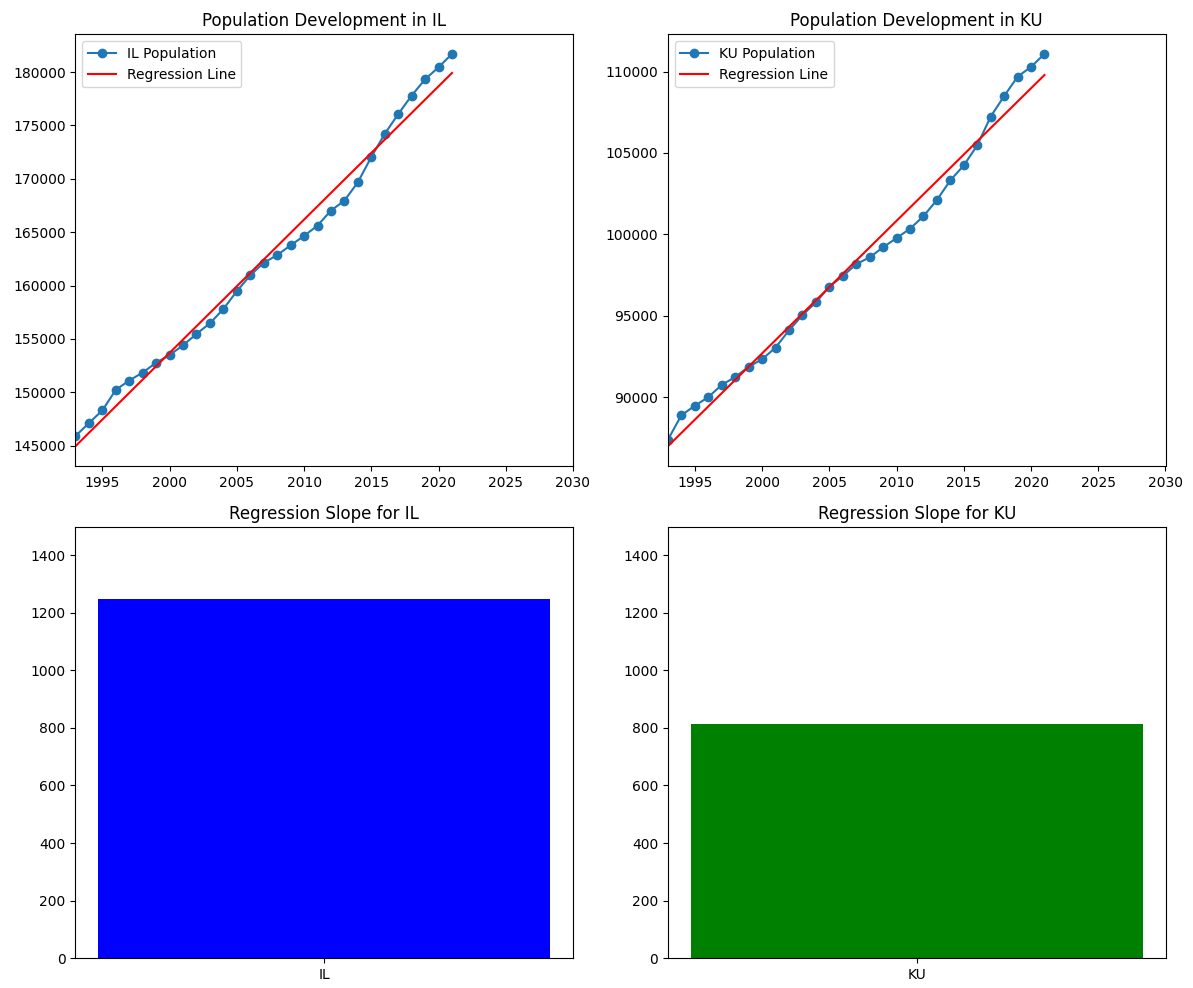 Population Development in IL
IL Population
Regression Line
180000
175000
170000
165000
160000
155000
150000
145000
1995 2000 2005 2010 2015 2020 2025 2030
Population Development in KU
KU Population
Regression Line
110000
105000
100000
95000
90000
1995 2000 2005 2010 2015 2020 2025 2030
Regression Slope for IL
1400
1200
1000
800
600
400
200
0
IL
Regression Slope for KU
1400
1200
1000
800
600
400
200
0
KU